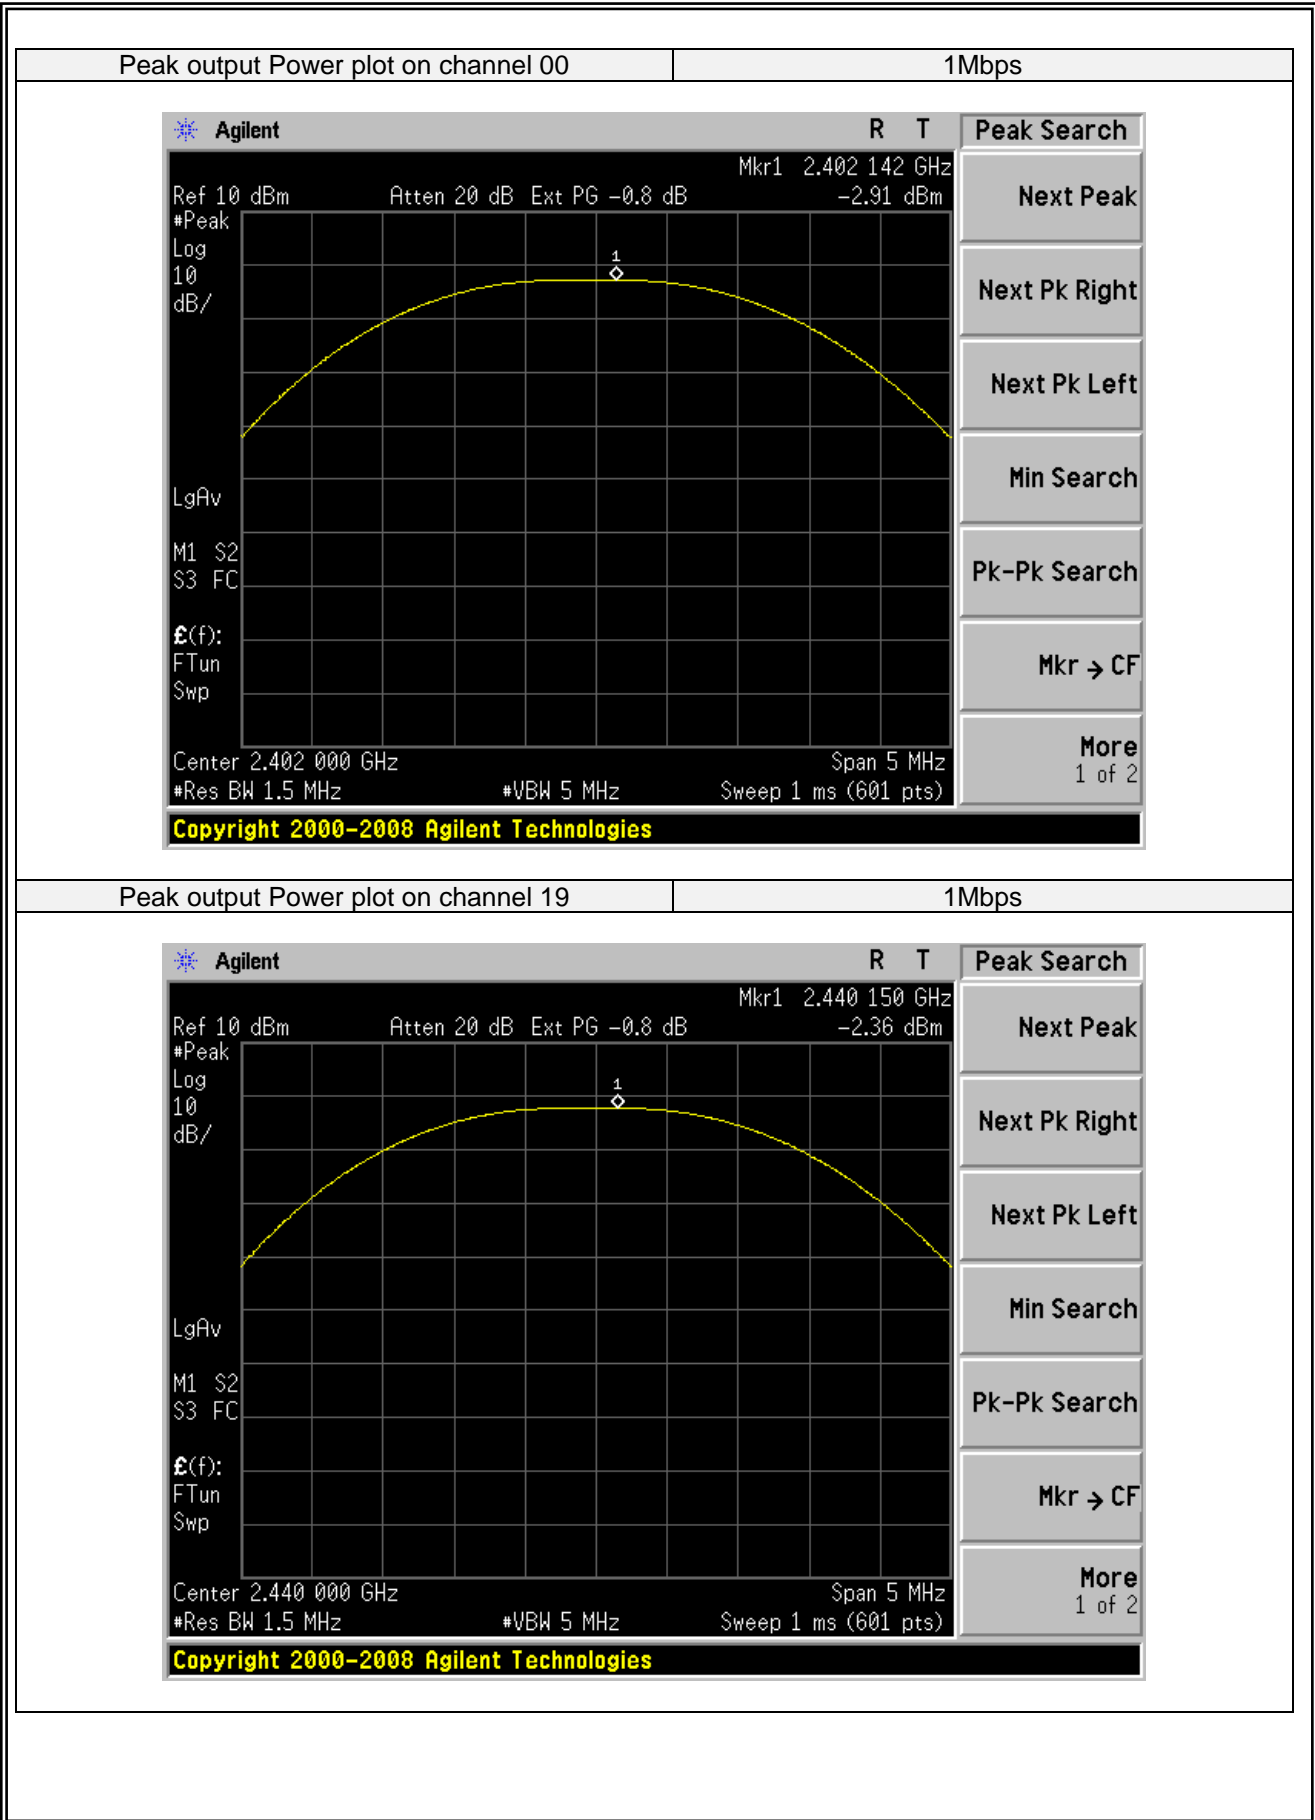 Peak output Power plot on channel 00 1Mbps
Agilent R T Peak Search
Mkr1 2.402 142 GHz
Ref 10 dBm Atten 20 dB Ext PG -0.8 dB -2.91 dBm
#Peak
Log
10
dB/
1
LgAv
M1 S2
S3 FC
£(f):
FTun
Swp
Center 2.402 000 GHz Span 5 MHz
#Res BW 1.5 MHz #VBW 5 MHz Sweep 1 ms (601 pts)
Copyright 2000-2008 Agilent Technologies
Next Peak
Next Pk Right
Next Pk Left
Min Search
Pk-Pk Search
Mkr → CF
More
1 of 2
Peak output Power plot on channel 19 1Mbps
Agilent R T Peak Search
Mkr1 2.440 150 GHz
Ref 10 dBm Atten 20 dB Ext PG -0.8 dB -2.36 dBm
#Peak
Log
10
dB/
1
LgAv
M1 S2
S3 FC
£(f):
FTun
Swp
Center 2.440 000 GHz Span 5 MHz
#Res BW 1.5 MHz #VBW 5 MHz Sweep 1 ms (601 pts)
Copyright 2000-2008 Agilent Technologies
Next Peak
Next Pk Right
Next Pk Left
Min Search
Pk-Pk Search
Mkr → CF
More
1 of 2